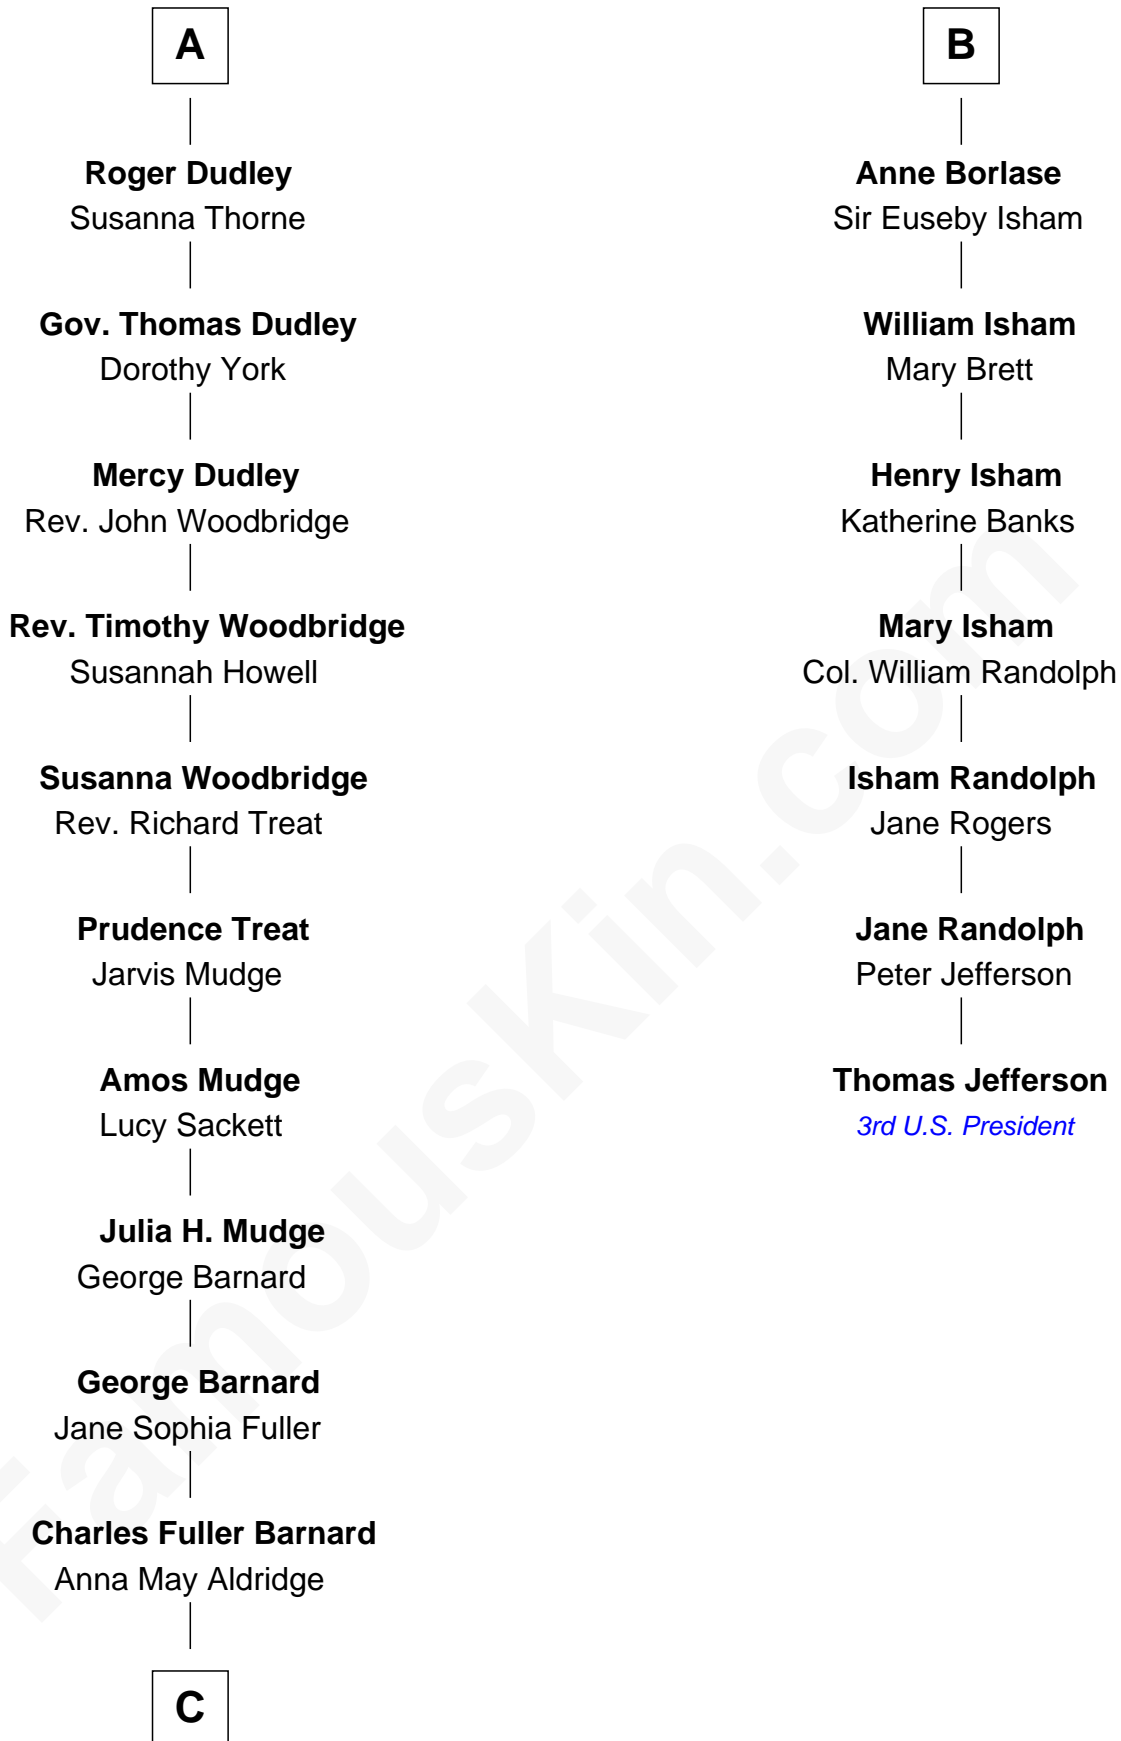 A
Roger Dudley
Susanna Thorne
Gov. Thomas Dudley
Dorothy York
Mercy Dudley
Rev. John Woodbridge
Rev. Timothy Woodbridge
Susannah Howell
Susanna Woodbridge
Rev. Richard Treat
Prudence Treat
Jarvis Mudge
Amos Mudge
Lucy Sackett
Julia H. Mudge
George Barnard
George Barnard
Jane Sophia Fuller
Charles Fuller Barnard
Anna May Aldridge
C
B
Anne Borlase
Sir Euseby Isham
William Isham
Mary Brett
Henry Isham
Katherine Banks
Mary Isham
Col. William Randolph
Isham Randolph
Jane Rogers
Jane Randolph
Peter Jefferson
Thomas Jefferson
3rd U.S. President
FamousKin.com